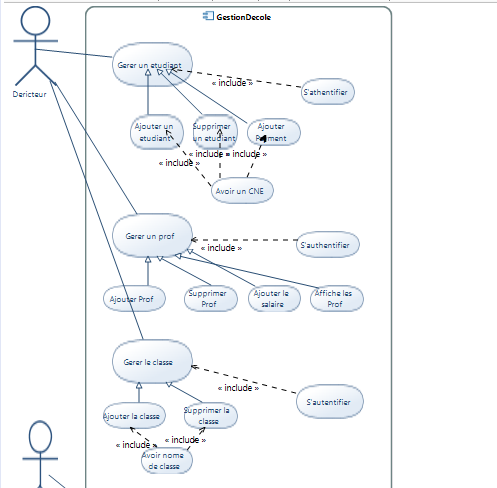 GestionDecole
Dericteur
Gerer un etudiant
« include »
S'athentifier
Ajouter un
etudiant
Supprimer
un etudiant
Ajouter
« include »
« include »
« include »
Avoir un CNE
Gerer un prof
« include »
S'authentifier
Ajouter Prof
Supprimer
Prof
Ajouter le
salaire
Affiche les
Prof
Gerer le classe
« include »
S'autentifier
Ajouter la classe
Supprimer la
classe
« include »
« include »
Avoir nome
de classe